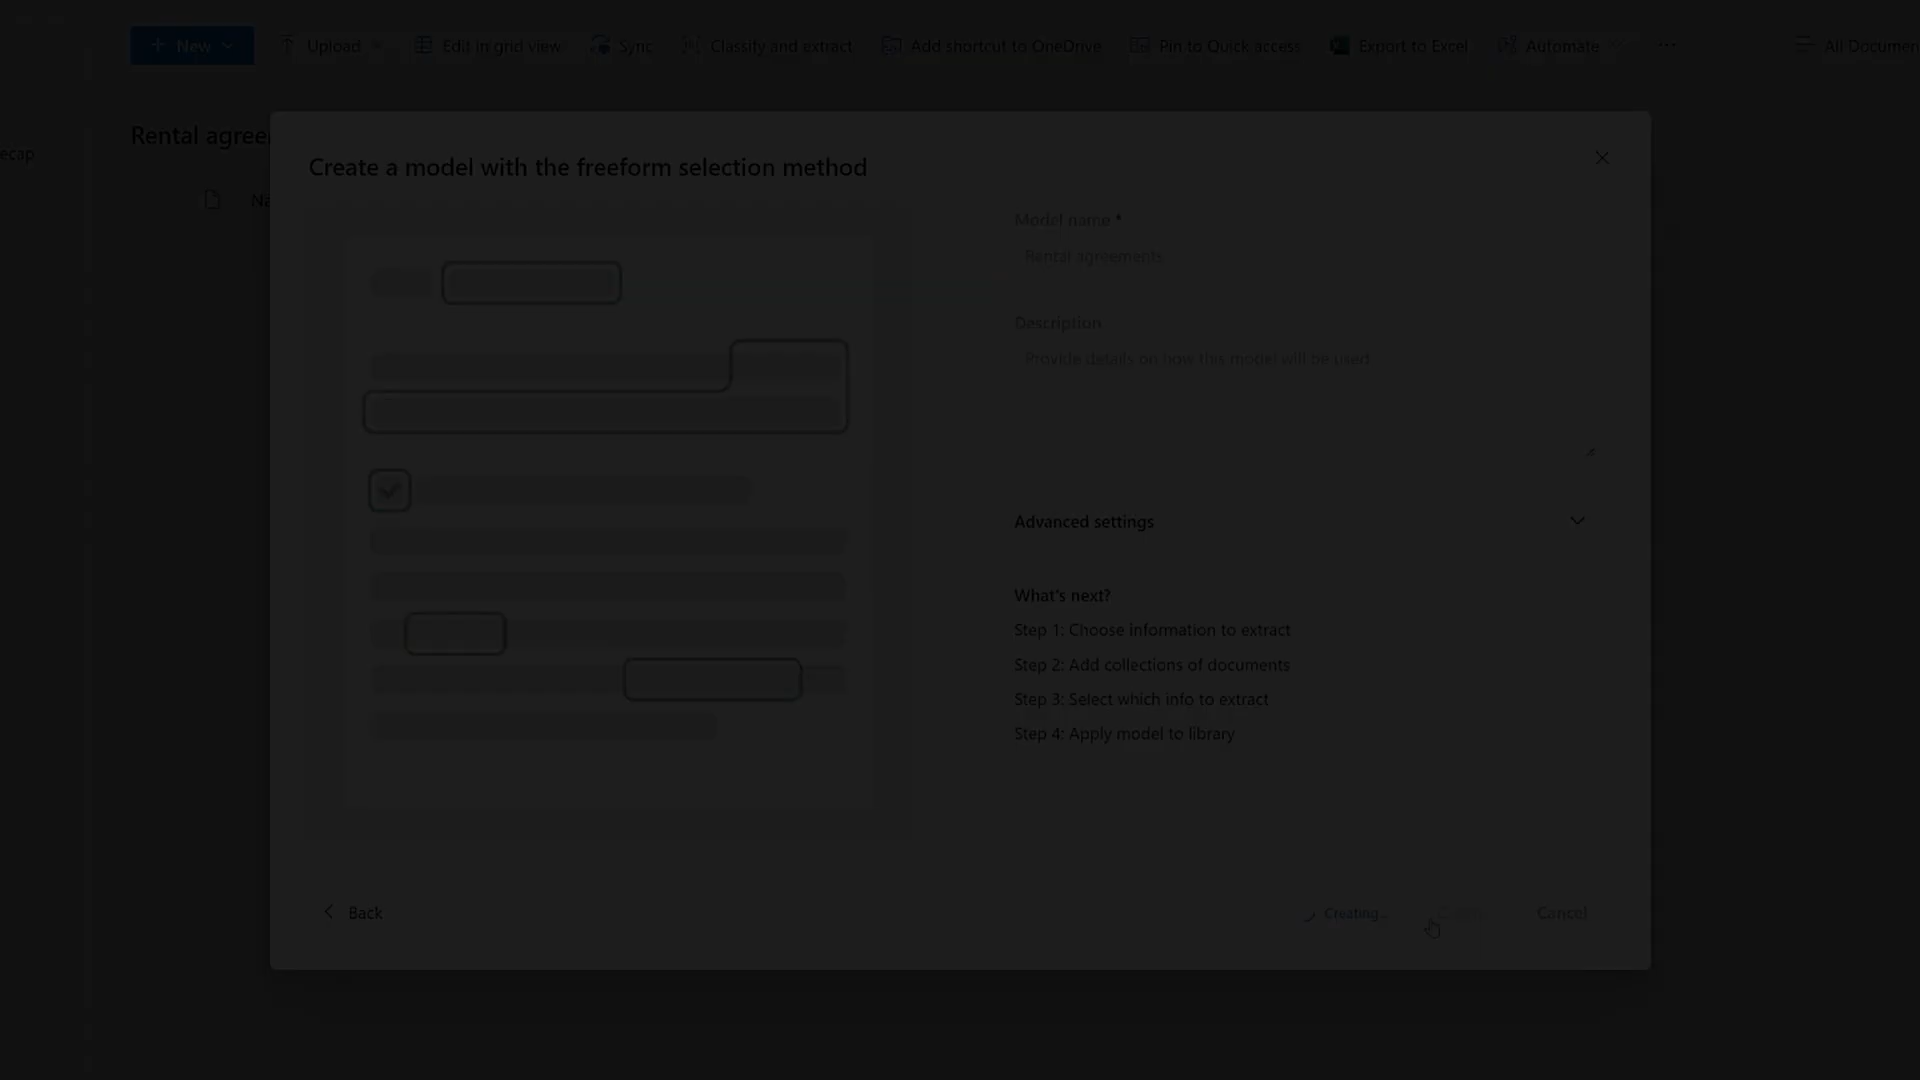 New
Upload
Edit in grid view
Sync
Classify and extract
Add shortcut to OneDrive
Pin to Quick access
Export to Excel
Automate
All Documen
ecap
Rental agree
Na
Create a model with the freeform selection method
Model name *
Rental agreements
Description
Provide details on how this model will be used
Advanced settings
What's next?
Step 1: Choose information to extract
Step 2: Add collections of documents
Step 3: Select which info to extract
Step 4: Apply model to library
Back
Creating...
Cancel